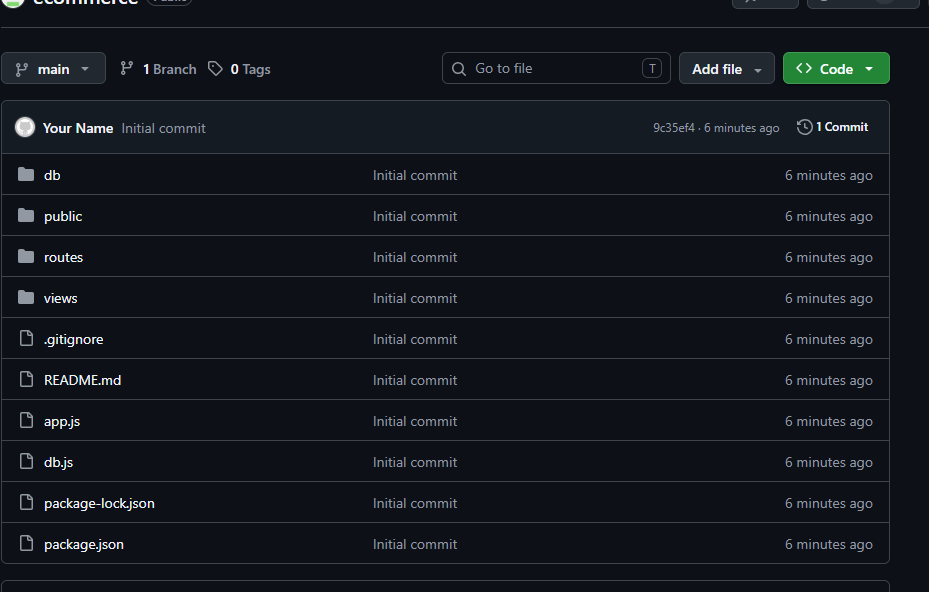 ecommerce Public
main 1 Branch 0 Tags Go to file T Add file Code
Your Name Initial commit 9c35ef4 · 6 minutes ago 1 Commit
db Initial commit 6 minutes ago
public Initial commit 6 minutes ago
routes Initial commit 6 minutes ago
views Initial commit 6 minutes ago
.gitignore Initial commit 6 minutes ago
README.md Initial commit 6 minutes ago
app.js Initial commit 6 minutes ago
db.js Initial commit 6 minutes ago
package-lock.json Initial commit 6 minutes ago
package.json Initial commit 6 minutes ago